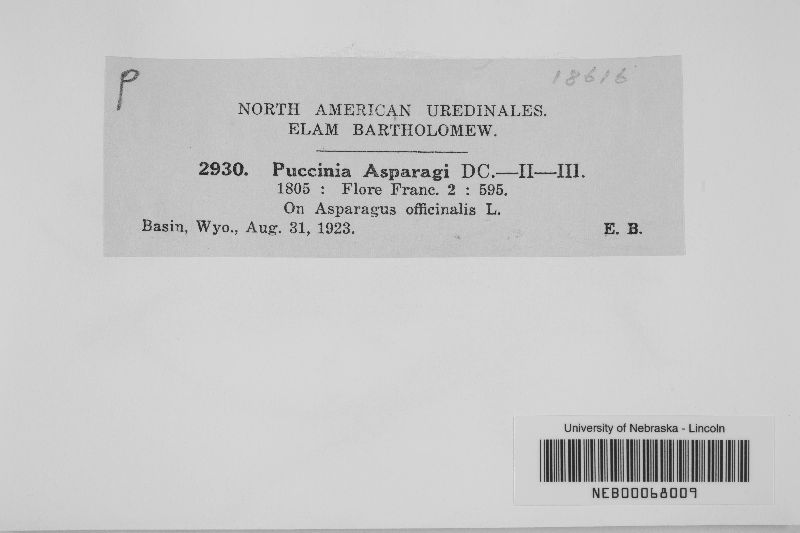 P
18616
NORTH AMERICAN UREDINALES.
ELAM BARTHOLOMEW.
2930. Puccinia Asparagi DC.—II—III.
1805 : Flore Franc. 2 : 595.
On Asparagus officinalis L.
Basin, Wyo., Aug. 31, 1923. E. B.
University of Nebraska - Lincoln
NEB00068009